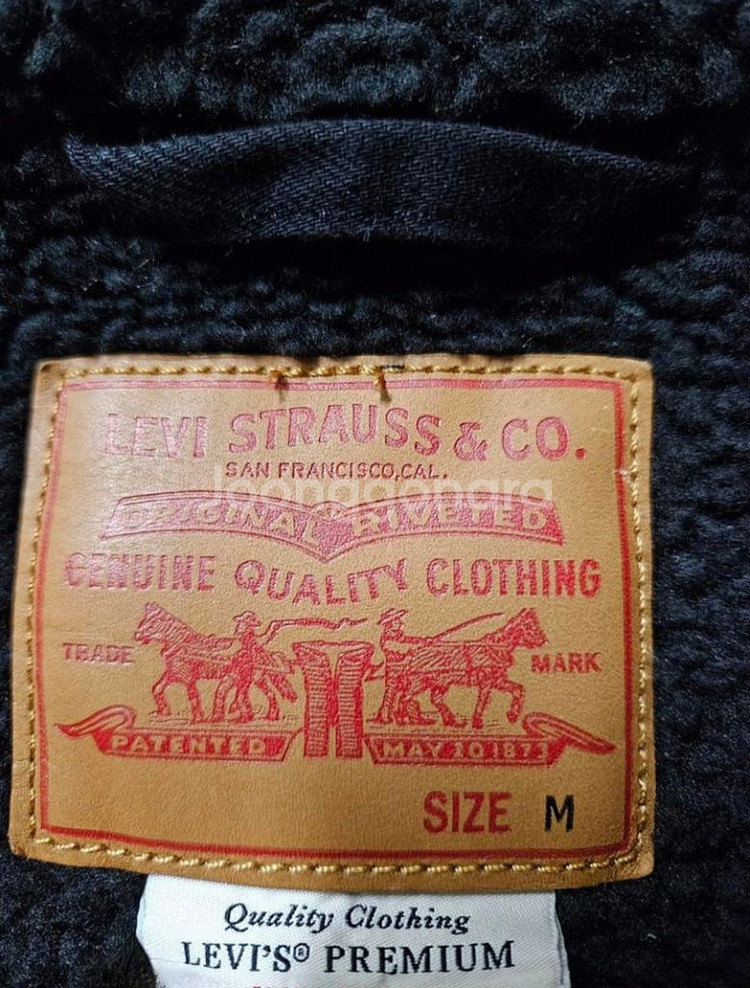 LEVI STRAUSS & CO.
SAN FRANCISCO, CAL.
joonggonara
ORIGINAL RIVETED
GENUINE QUALITY CLOTHING
TRADE MARK
PATENTED MAY 20 1873
SIZE M
Quality Clothing
LEVI'S® PREMIUM